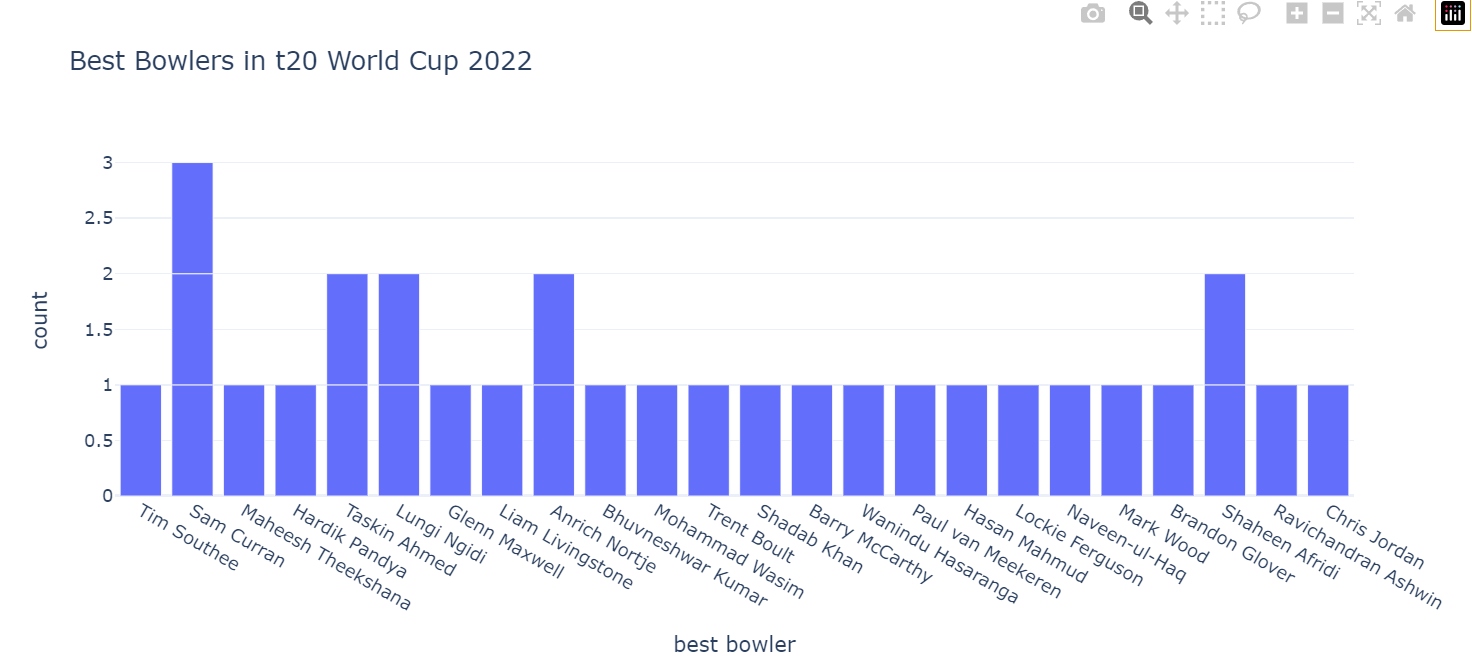 Best Bowlers in t20 World Cup 2022
3
2.5
2
1.5
1
0.5
0
count
Tim Southee
Sam Curran
Maheesh Theekshana
Hardik Pandya
Taskin Ahmed
Lungi Ngidi
Glenn Maxwell
Liam Livingstone
Anrich Nortje
Bhuvneshwar Kumar
Mohammad Wasim
Trent Boult
Shadab Khan
Barry McCarthy
Wanindu Hasaranga
Paul van Meekeren
Hasan Mahmud
Lockie Ferguson
Naveen-ul-Haq
Mark Wood
Brandon Glover
Shaheen Afridi
Ravichandran Ashwin
Chris Jordan
best bowler